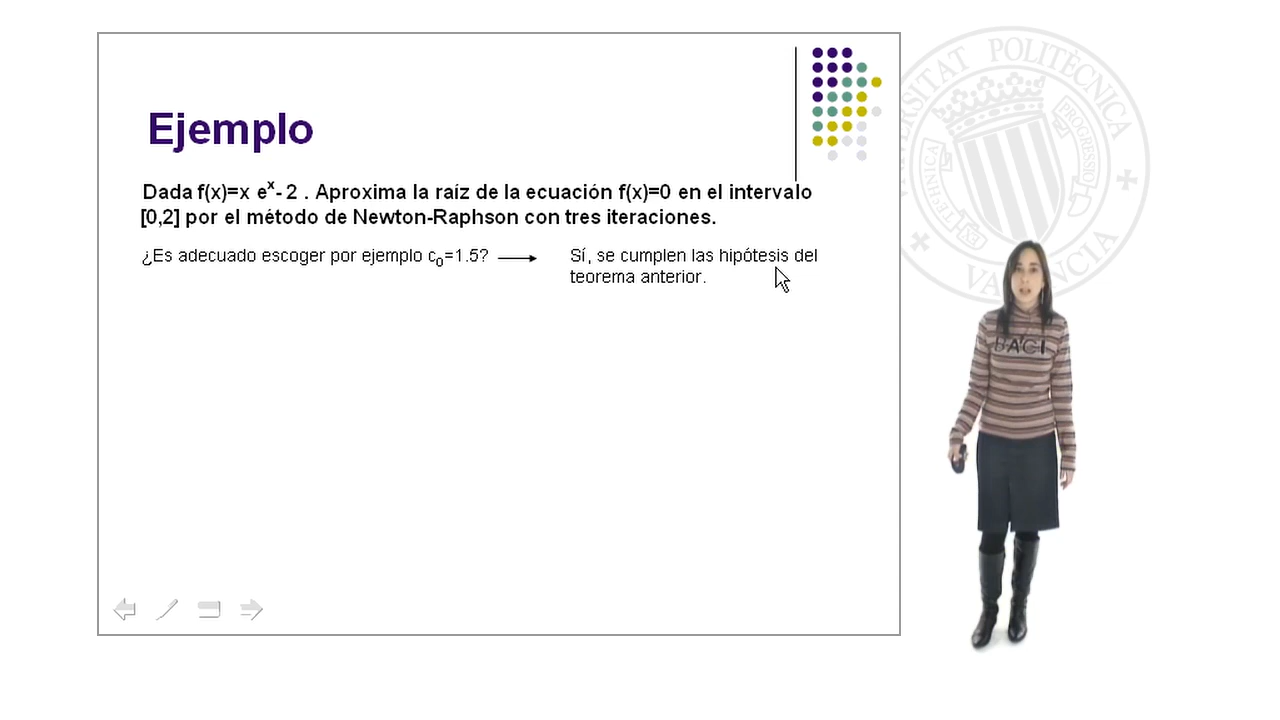 Ejemplo
Dada f(x)=x e^x - 2 . Aproxima la raíz de la ecuación f(x)=0 en el intervalo
[0,2] por el método de Newton-Raphson con tres iteraciones.
¿Es adecuado escoger por ejemplo c₀=1.5?
Sí, se cumplen las hipótesis del
teorema anterior.
POLITÈCNICA
VALÈNCIA
BACI